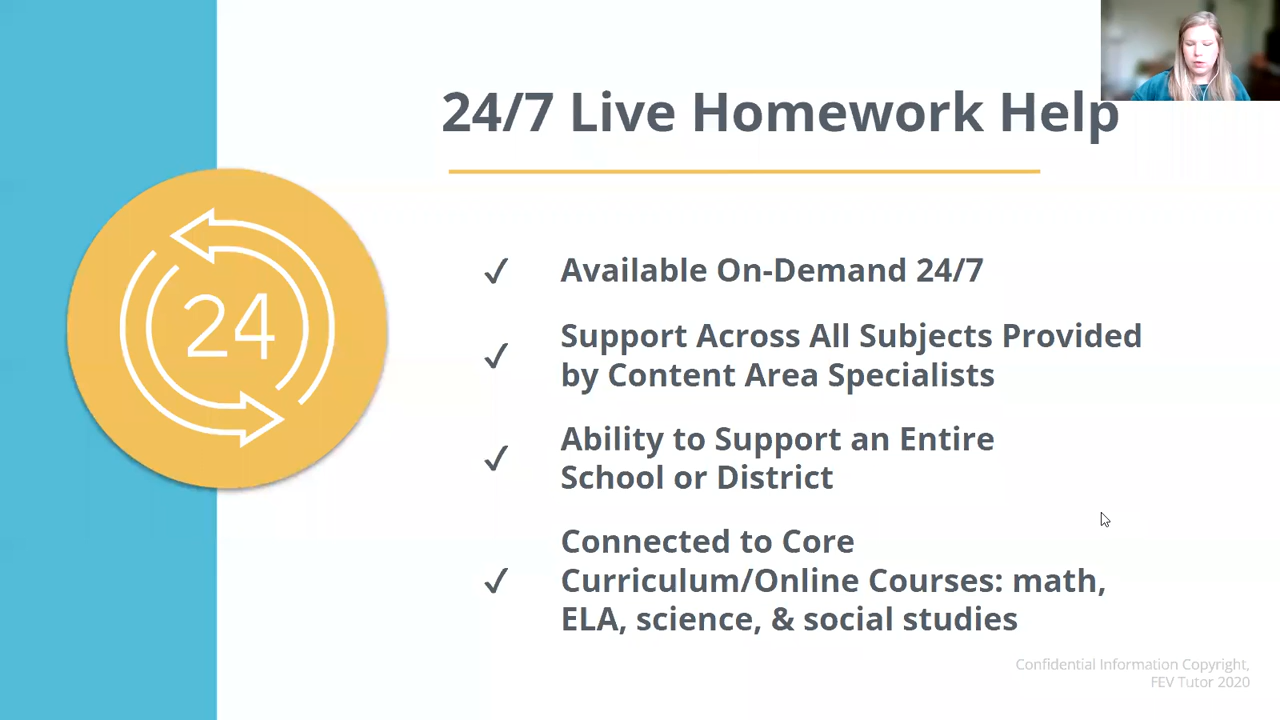 24/7 Live Homework Help
24
✓ Available On-Demand 24/7
✓ Support Across All Subjects Provided
by Content Area Specialists
✓ Ability to Support an Entire
School or District
✓ Connected to Core
Curriculum/Online Courses: math,
ELA, science, & social studies
Confidential Information Copyright,
FEV Tutor 2020